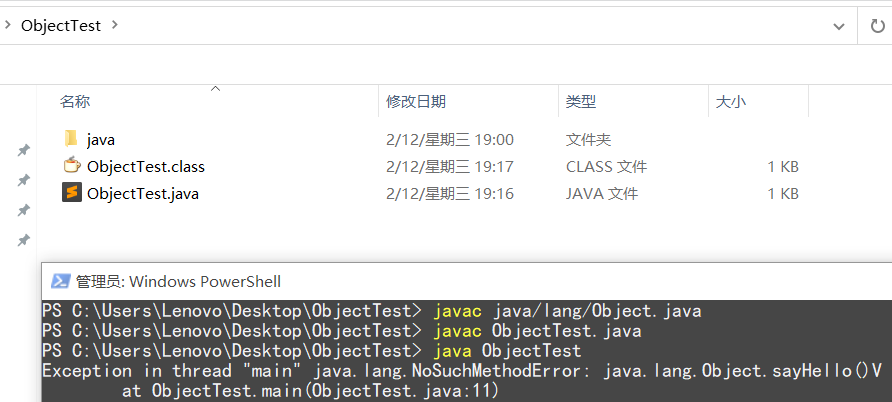 ObjectTest
名称 修改日期 类型 大小
java 2/12/星期三 19:00 文件夹
ObjectTest.class 2/12/星期三 19:17 CLASS 文件 1 KB
ObjectTest.java 2/12/星期三 19:16 JAVA 文件 1 KB
管理员: Windows PowerShell
PS C:\Users\Lenovo\Desktop\ObjectTest> javac java/lang/Object.java
PS C:\Users\Lenovo\Desktop\ObjectTest> javac ObjectTest.java
PS C:\Users\Lenovo\Desktop\ObjectTest> java ObjectTest
Exception in thread "main" java.lang.NoSuchMethodError: java.lang.Object.sayHello()V
at ObjectTest.main(ObjectTest.java:11)